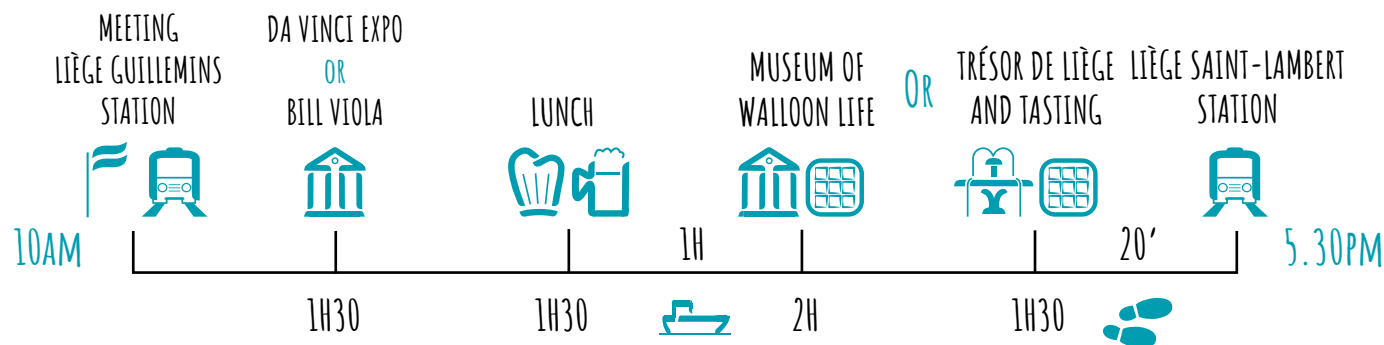 MEETING
LIÈGE GUILLEMINS
STATION
DA VINCI EXPO
OR
BILL VIOLA
LUNCH
MUSEUM OF
WALLOON LIFE
OR
TRÉSOR DE LIÈGE
AND TASTING
LIÈGE SAINT-LAMBERT
STATION
10AM
1H
20'
5.30PM
1H30
1H30
2H
1H30